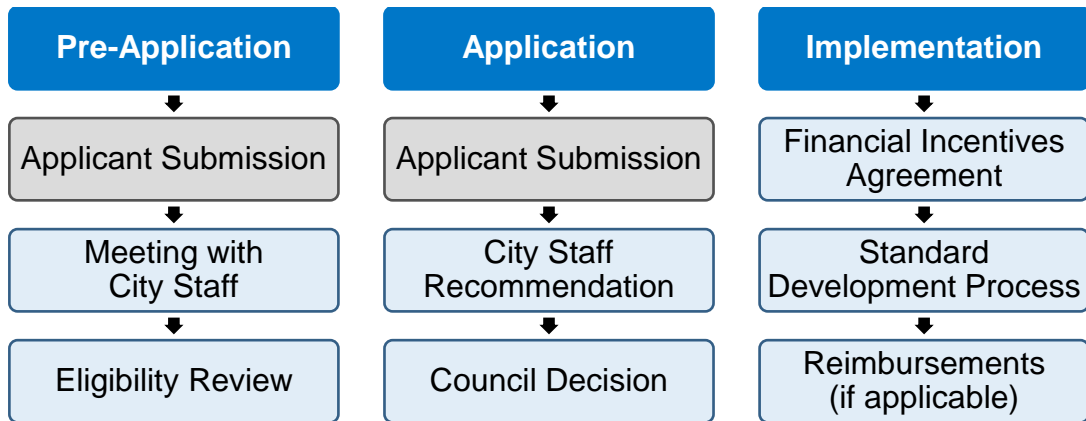 Pre-Application
Applicant Submission
Meeting with
City Staff
Eligibility Review
Application
Applicant Submission
City Staff
Recommendation
Council Decision
Implementation
Financial Incentives
Agreement
Standard
Development Process
Reimbursements
(if applicable)